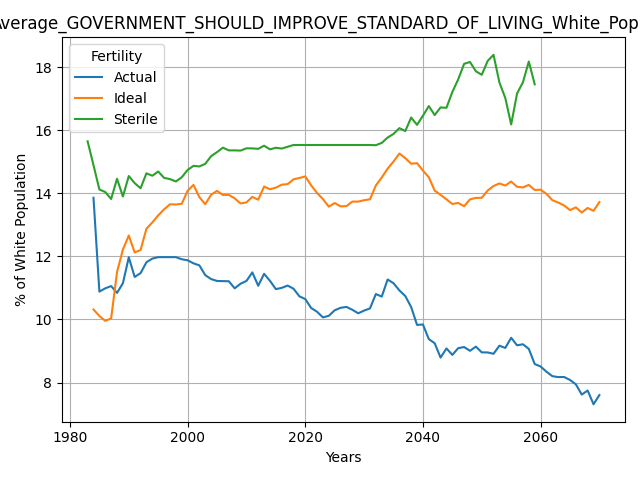 Average_GOVERNMENT_SHOULD_IMPROVE_STANDARD_OF_LIVING_White_Pop
Fertility
Actual
Ideal
Sterile
% of White Population
18
16
14
12
10
8
1980 2000 2020 2040 2060
Years